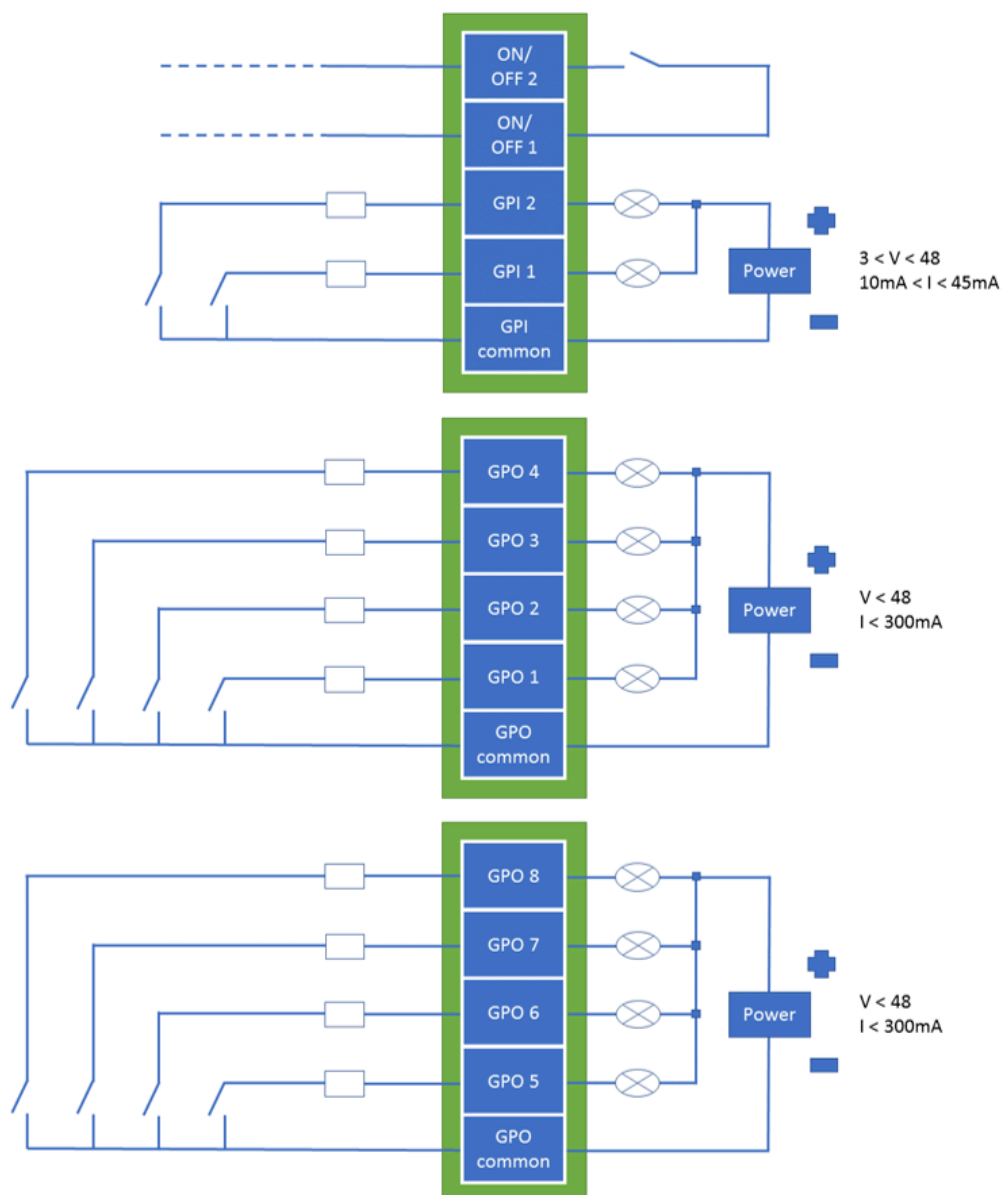 ON/
OFF 2
ON/
OFF 1
GPI 2
GPI 1
GPI
common
Power
3 < V < 48
10mA < I < 45mA
GPO 4
GPO 3
GPO 2
GPO 1
GPO
common
Power
V < 48
I < 300mA
GPO 8
GPO 7
GPO 6
GPO 5
GPO
common
Power
V < 48
I < 300mA